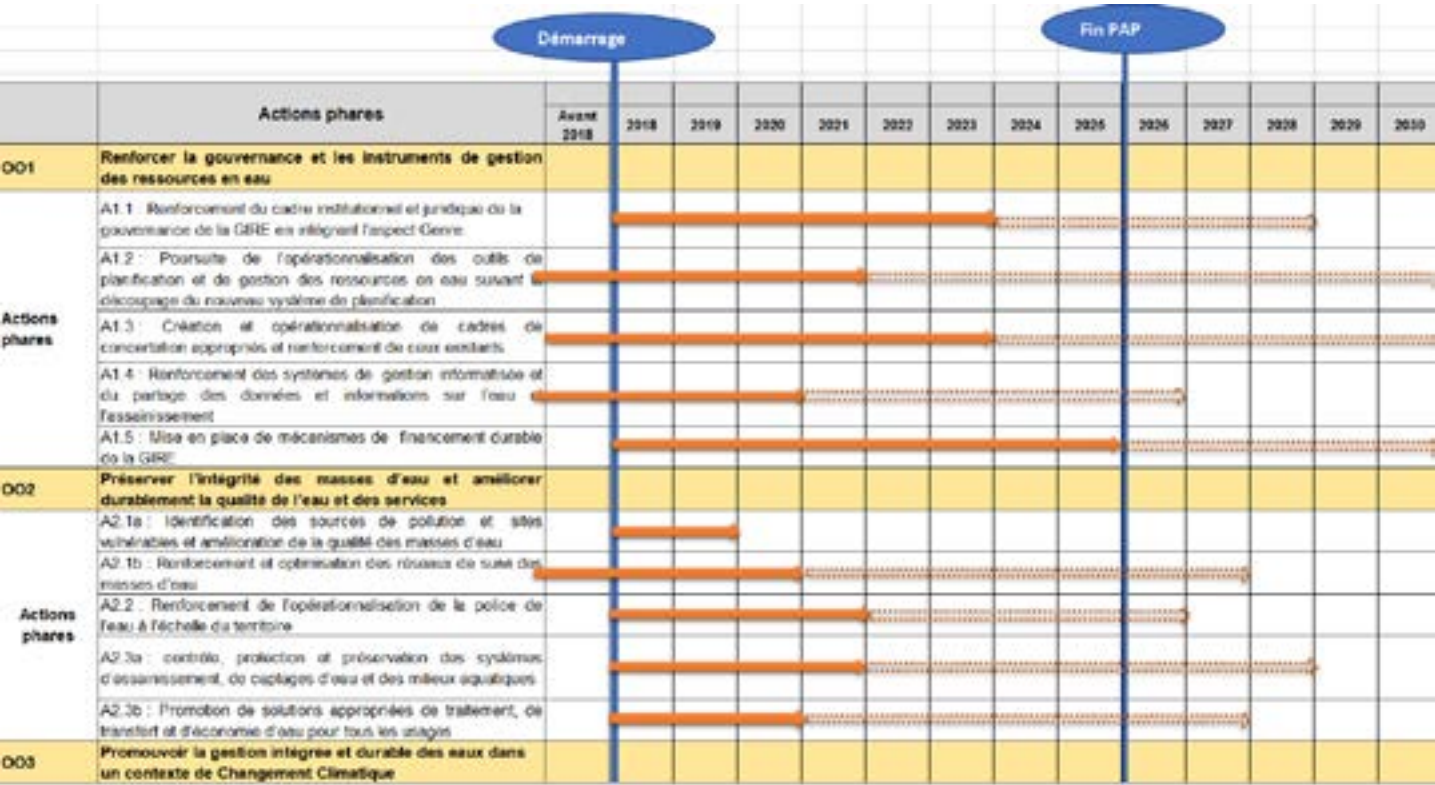 Démarrage
Fin PAP
Actions phares
Avant 2018
2018
2019
2020
2021
2022
2023
2024
2025
2026
2027
2028
2029
2030
OO1
Renforcer la gouvernance et les instruments de gestion
des ressources en eau
Actions phares
A1.1 : Renforcement du cadre institutionnel et juridique de la
gouvernance de la GIRE en intégrant l'aspect Genre
A1.2 : Poursuite de l'opérationnalisation des outils de
planification et de gestion des ressources en eau suivant
découpage du nouveau système de planification
A1.3 : Création et opérationnalisation de cadres de
concertation appropriés et renforcement de ceux existants
A1.4 : Renforcement des systèmes de gestion informatisée et
du partage des données et informations sur l'eau
l'assainissement
A1.5 : Mise en place de mécanismes de financement durable
de la GIRE
OO2
Préserver l'intégrité des masses d'eau et améliorer
durablement la qualité de l'eau et des services
Actions phares
A2.1a : Identification des sources de pollution et sites
vulnérables et amélioration de la qualité des masses d'eau
A2.1b : Renforcement et optimisation des réseaux de suivi des
masses d'eau
A2.2 : Renforcement de l'opérationnalisation de la police de
l'eau à l'échelle du territoire
A2.3a : contrôle, protection et préservation des systèmes
d'assainissement, de captages d'eau et des milieux aquatiques
A2.3b : Promotion de solutions appropriées de traitement, de
transfert et d'économie d'eau pour tous les usages
OO3
Promouvoir la gestion intégrée et durable des eaux dans
un contexte de Changement Climatique